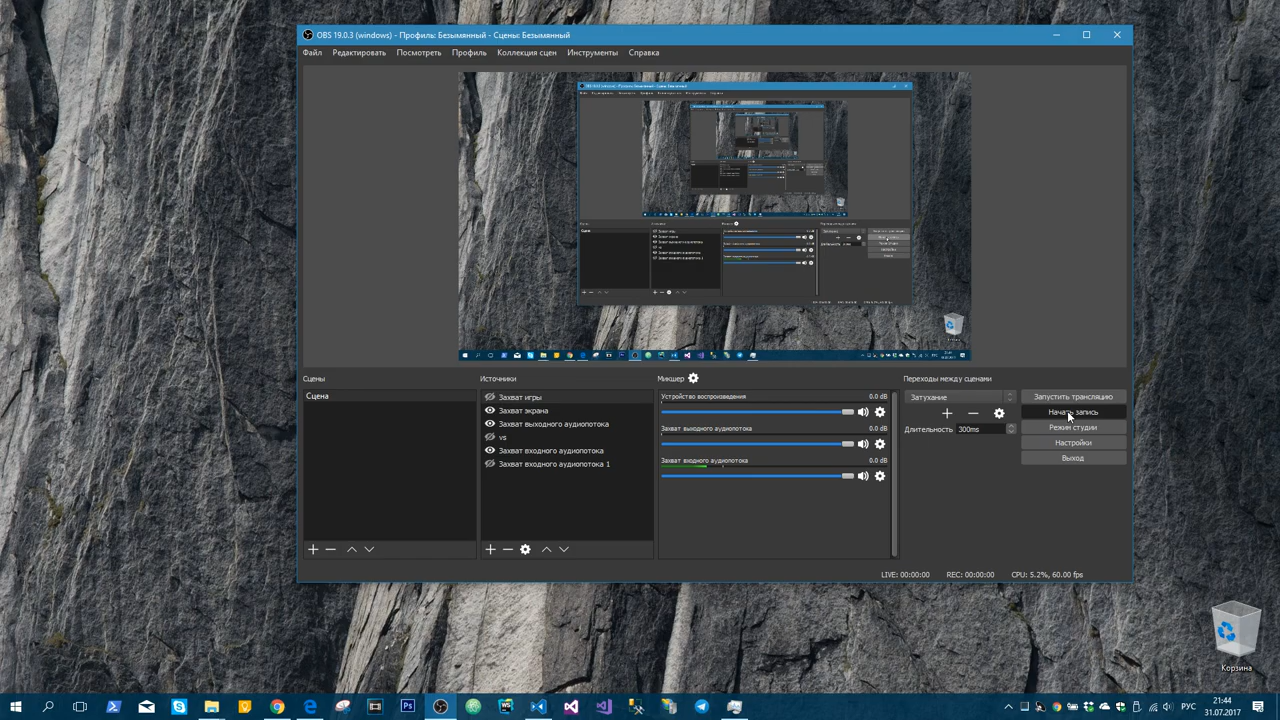 OBS 19.0.3 (windows) - Профиль: Безымянный - Сцены: Безымянный
Файл Редактировать Посмотреть Профиль Коллекция сцен Инструменты Справка
Сцены
Сцена
Источники
Захват игры
Захват экрана
Захват выходного аудиопотока
vs
Захват входного аудиопотока
Захват входного аудиопотока 1
Микшер
Устройство воспроизведения 0.0 dB
Захват выходного аудиопотока 0.0 dB
Захват входного аудиопотока 0.0 dB
Переходы между сценами
Затухание
Длительность 300ms
Запустить трансляцию
Начать запись
Режим студии
Настройки
Выход
LIVE: 00:00:00 REC: 00:00:00 CPU: 5.2%, 60.00 fps
Корзина
РУС
21:44
31.07.2017